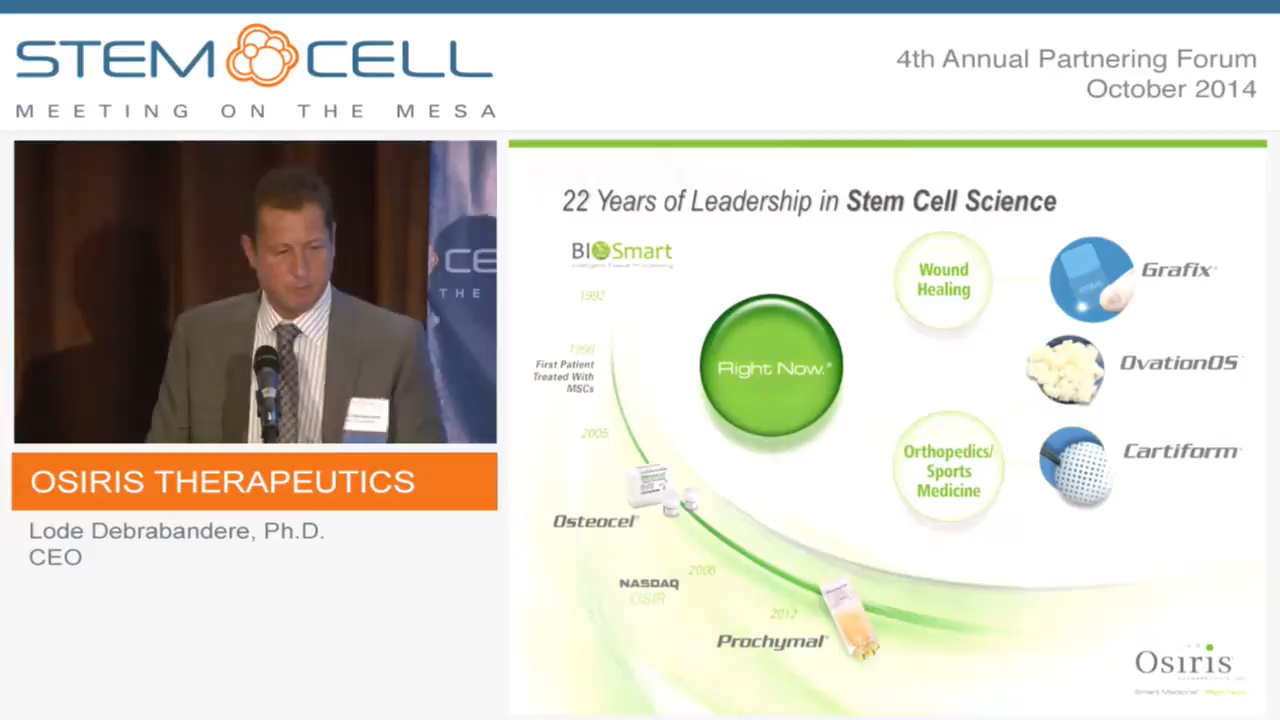 STEM CELL
MEETING ON THE MESA
4th Annual Partnering Forum
October 2014
CE
THE
OSIRIS THERAPEUTICS
Lode Debrabandere, Ph.D.
CEO
22 Years of Leadership in Stem Cell Science
BIOSmart
1992
1998
First Patient
Treated With
MSCs
2005
Osteocel
NASDAQ
OSIR
2006
2012
Prochymal
Right Now.®
Wound
Healing
Grafix
OvationOS
Orthopedics/
Sports
Medicine
Cartiform
Osiris